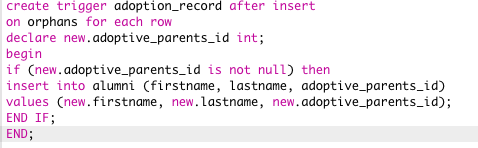 create trigger adoption_record after insert
on orphans for each row
declare new.adoptive_parents_id int;
begin
if (new.adoptive_parents_id is not null) then
insert into alumni (firstname, lastname, adoptive_parents_id)
values (new.firstname, new.lastname, new.adoptive_parents_id);
END IF;
END;